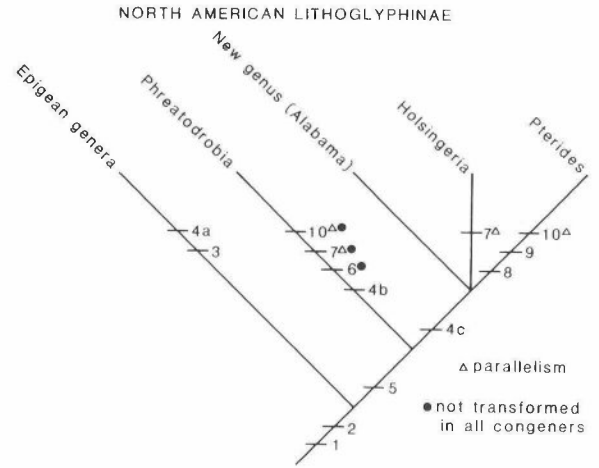 NORTH AMERICAN LITHOGLYPHINAE
Epigean genera
Phreatodrobia
New genus (Alabama)
Holsingeria
Pterides
4a
3
10△●
7△●
6●
4b
7△
10△
9
8
4c
5
2
1
△ parallelism
● not transformed
in all congeners